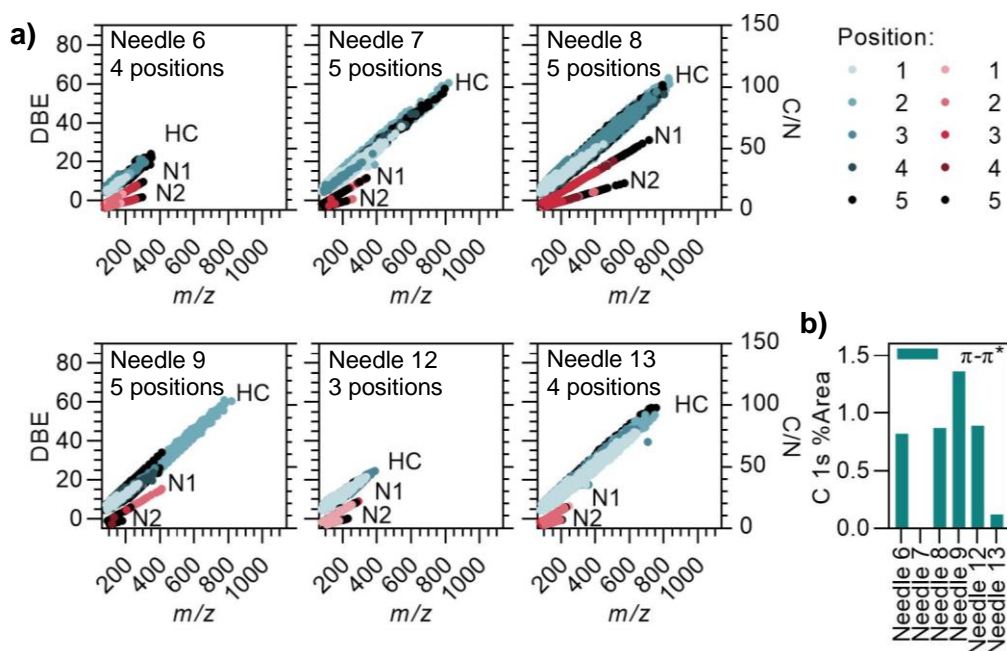 a)
DBE
80
60
40
20
0
Needle 6
4 positions
HC
N1
N2
200
400
600
800
1000
m/z
Needle 7
5 positions
HC
N1
N2
200
400
600
800
1000
m/z
Needle 8
5 positions
HC
N1
N2
200
400
600
800
1000
m/z
150
100
50
0
C/N
Position:
1 1
2 2
3 3
4 4
5 5
DBE
80
60
40
20
0
Needle 9
5 positions
HC
N1
N2
200
400
600
800
1000
m/z
Needle 12
3 positions
HC
N1
N2
200
400
600
800
1000
m/z
Needle 13
4 positions
HC
N1
N2
200
400
600
800
1000
m/z
150
100
50
0
C/N
b)
C 1s %Area
1.5
1.0
0.5
0.0
π-π*
Needle 6
Needle 7
Needle 8
Needle 9
Needle 12
Needle 13